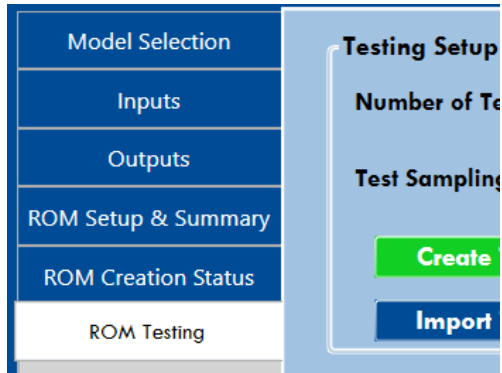 Model Selection
Inputs
Outputs
ROM Setup & Summary
ROM Creation Status
ROM Testing
Testing Setup
Number of
Test Sampling
Create
Import